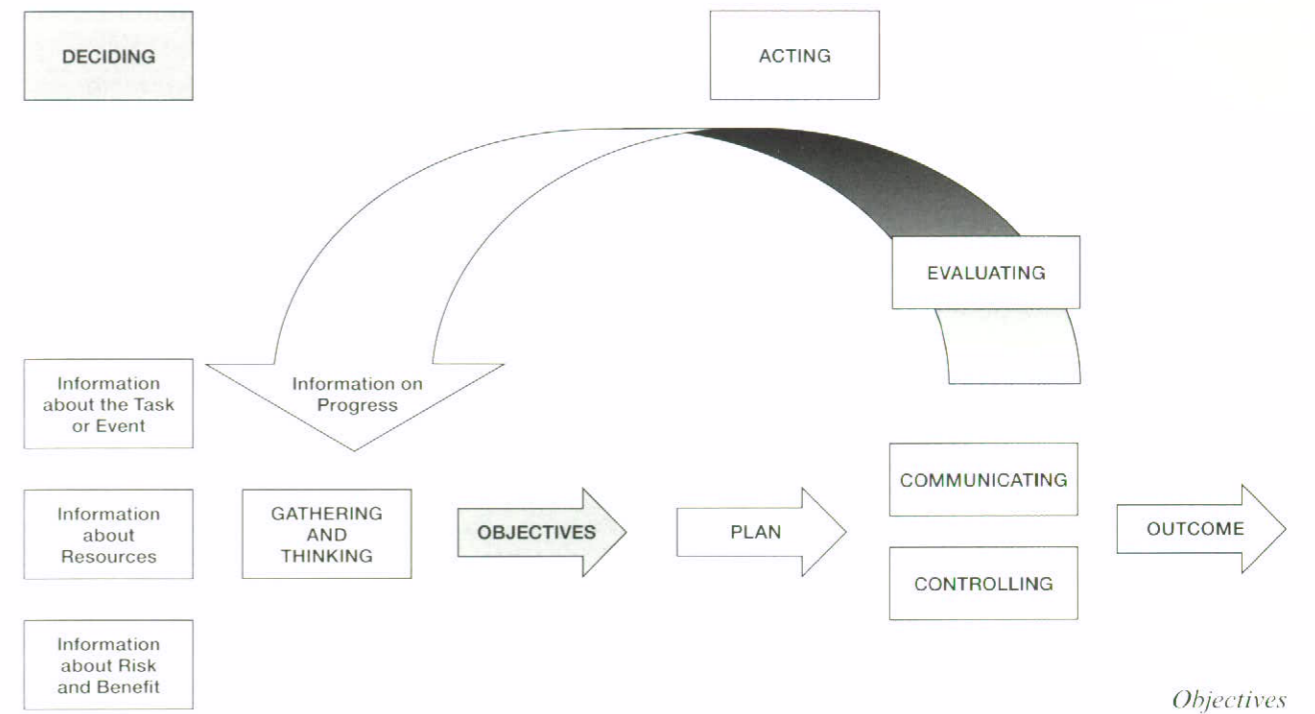 DECIDING
ACTING
EVALUATING
Information
about the Task
or Event
Information on
Progress
Information
about
Resources
GATHERING
AND
THINKING
OBJECTIVES
PLAN
COMMUNICATING
CONTROLLING
OUTCOME
Information
about Risk
and Benefit
Objectives